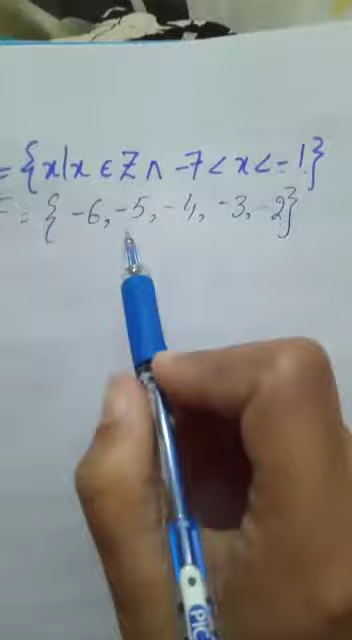 = {x|x ∈ Z ∧ -7 < x < -1}
= { -6, -5, -4, -3, -2}